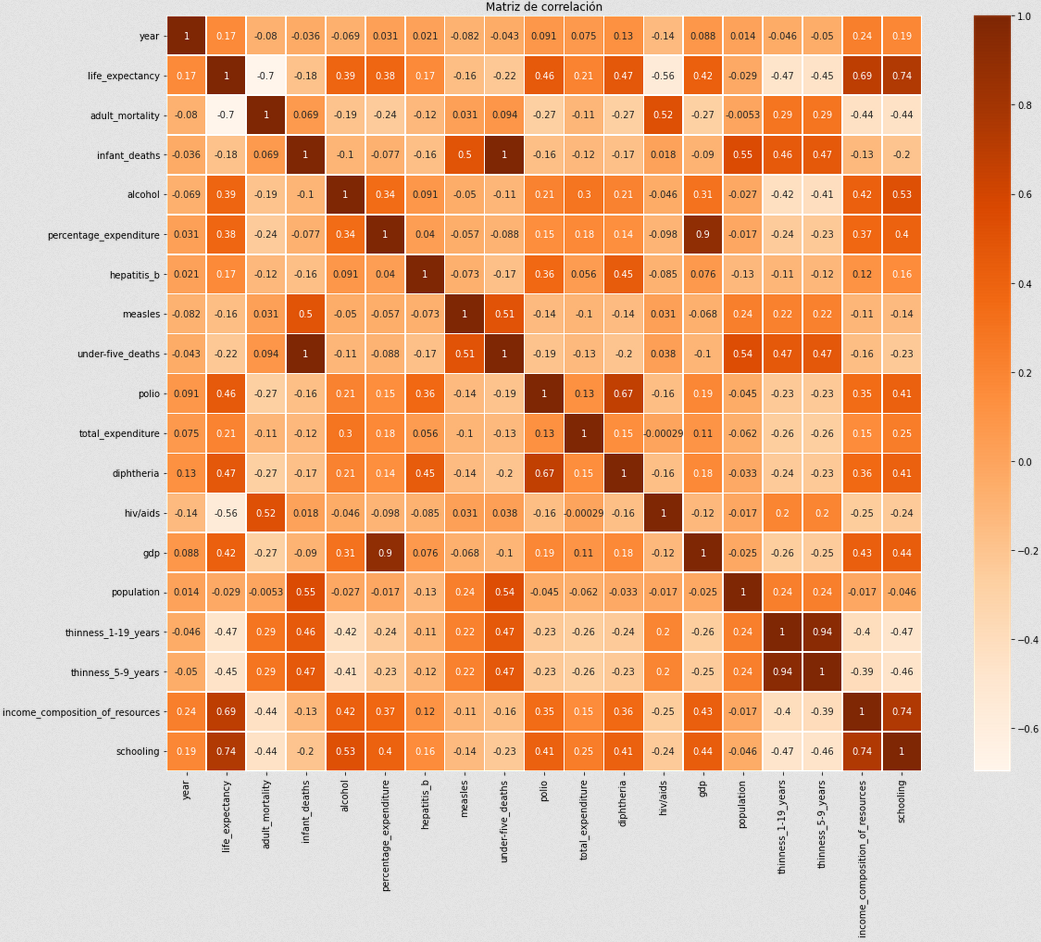 Matriz de correlación
year 1 0.17 -0.08 -0.036 -0.069 0.031 0.021 -0.082 -0.043 0.091 0.075 0.13 -0.14 0.088 0.014 -0.046 -0.05 0.24 0.19
life_expectancy 0.17 1 -0.7 -0.18 0.39 0.38 0.17 -0.16 -0.22 0.46 0.21 0.47 -0.56 0.42 -0.029 -0.47 -0.45 0.69 0.74
adult_mortality -0.08 -0.7 1 0.069 -0.19 -0.24 -0.12 0.031 0.094 -0.27 -0.11 -0.27 0.52 -0.27 -0.0053 0.29 0.29 -0.44 -0.44
infant_deaths -0.036 -0.18 0.069 1 -0.1 -0.077 -0.16 0.5 1 -0.16 -0.12 -0.17 0.018 -0.09 0.55 0.46 0.47 -0.13 -0.2
alcohol -0.069 0.39 -0.19 -0.1 1 0.34 0.091 -0.05 -0.11 0.21 0.3 0.21 -0.046 0.31 -0.027 -0.42 -0.41 0.42 0.53
percentage_expenditure 0.031 0.38 -0.24 -0.077 0.34 1 0.04 -0.057 -0.088 0.15 0.18 0.14 -0.098 0.9 -0.017 -0.24 -0.23 0.37 0.4
hepatitis_b 0.021 0.17 -0.12 -0.16 0.091 0.04 1 -0.073 -0.17 0.36 0.056 0.45 -0.085 0.076 -0.13 -0.11 -0.12 0.12 0.16
measles -0.082 -0.16 0.031 0.5 -0.05 -0.057 -0.073 1 0.51 -0.14 -0.1 -0.14 0.031 -0.068 0.24 0.22 0.22 -0.11 -0.14
under-five_deaths -0.043 -0.22 0.094 1 -0.11 -0.088 -0.17 0.51 1 -0.19 -0.13 -0.2 0.038 -0.1 0.54 0.47 0.47 -0.16 -0.23
polio 0.091 0.46 -0.27 -0.16 0.21 0.15 0.36 -0.14 -0.19 1 0.13 0.67 -0.16 0.19 -0.045 -0.23 -0.23 0.35 0.41
total_expenditure 0.075 0.21 -0.11 -0.12 0.3 0.18 0.056 -0.1 -0.13 0.13 1 0.15 -0.00029 0.11 -0.062 -0.26 -0.26 0.15 0.25
diphtheria 0.13 0.47 -0.27 -0.17 0.21 0.14 0.45 -0.14 -0.2 0.67 0.15 1 -0.16 0.18 -0.033 -0.24 -0.23 0.36 0.41
hiv/aids -0.14 -0.56 0.52 0.018 -0.046 -0.098 -0.085 0.031 0.038 -0.16 -0.00029 -0.16 1 -0.12 -0.017 0.2 0.2 -0.25 -0.24
gdp 0.088 0.42 -0.27 -0.09 0.31 0.9 0.076 -0.068 -0.1 0.19 0.11 0.18 -0.12 1 -0.025 -0.26 -0.25 0.43 0.44
population 0.014 -0.029 -0.0053 0.55 -0.027 -0.017 -0.13 0.24 0.54 -0.045 -0.062 -0.033 -0.017 -0.025 1 0.24 0.24 -0.017 -0.046
thinness_1-19_years -0.046 -0.47 0.29 0.46 -0.42 -0.24 -0.11 0.22 0.47 -0.23 -0.26 -0.24 0.2 -0.26 0.24 1 0.94 -0.4 -0.47
thinness_5-9_years -0.05 -0.45 0.29 0.47 -0.41 -0.23 -0.12 0.22 0.47 -0.23 -0.26 -0.23 0.2 -0.25 0.24 0.94 1 -0.39 -0.46
income_composition_of_resources 0.24 0.69 -0.44 -0.13 0.42 0.37 0.12 -0.11 -0.16 0.35 0.15 0.36 -0.25 0.43 -0.017 -0.4 -0.39 1 0.74
schooling 0.19 0.74 -0.44 -0.2 0.53 0.4 0.16 -0.14 -0.23 0.41 0.25 0.41 -0.24 0.44 -0.046 -0.47 -0.46 0.74 1
year
life_expectancy
adult_mortality
infant_deaths
alcohol
percentage_expenditure
hepatitis_b
measles
under-five_deaths
polio
total_expenditure
diphtheria
hiv/aids
gdp
population
thinness_1-19_years
thinness_5-9_years
income_composition_of_resources
schooling
1.0
0.8
0.6
0.4
0.2
0.0
−0.2
−0.4
−0.6